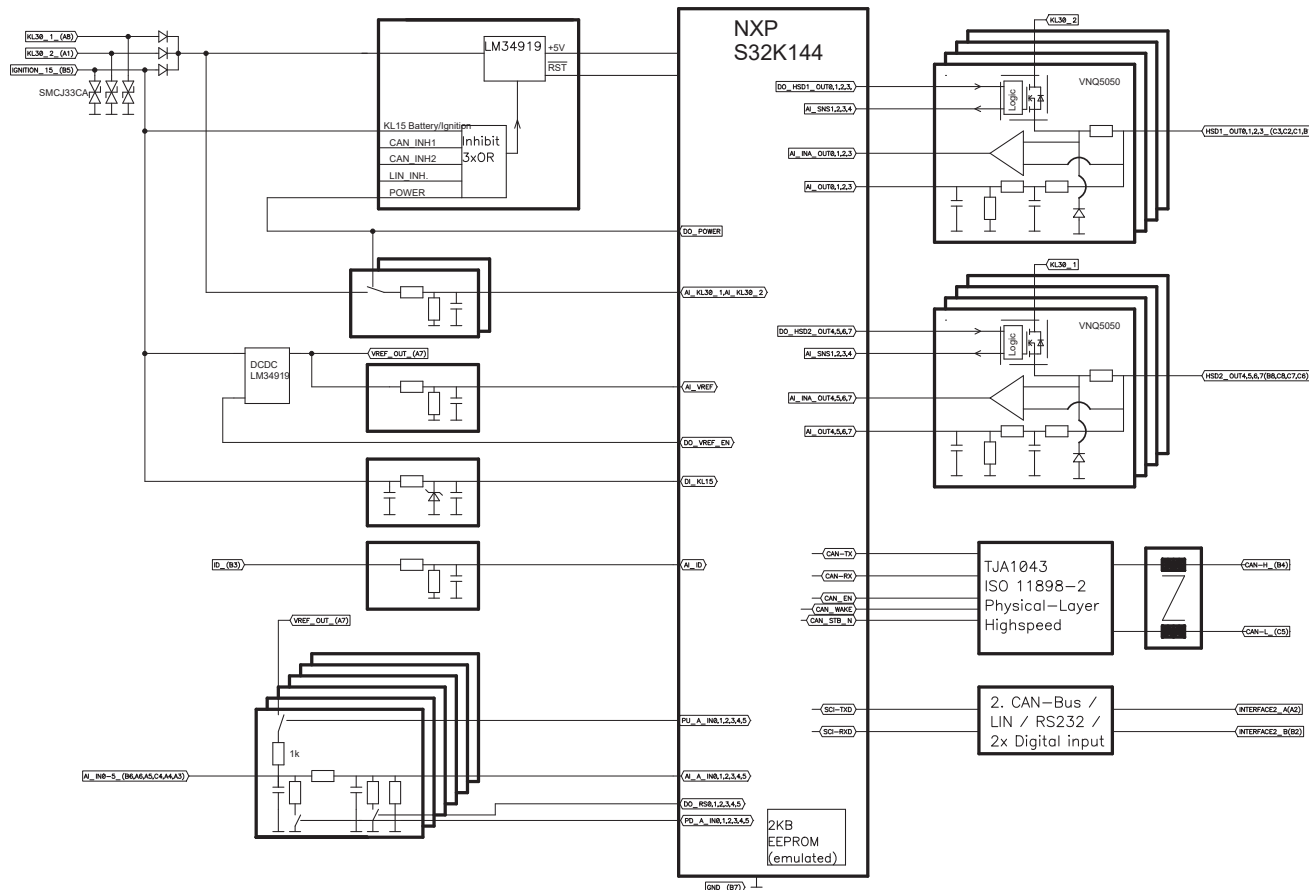 KL30_1_(A8)
KL30_2_(A1)
IGNITION_15_(B5)
SMCJ33CA
LM34919
+5V
RST
KL15 Battery/Ignition
CAN_INH1
CAN_INH2
LIN_INH.
POWER
Inhibit
3xOR
NXP
S32K144
DO_POWER
AI_KL30_1,AI_KL30_2
DCDC
LM34919
VREF_OUT_(A7)
AI_VREF
DO_VREF_EN
DI_KL15
ID_(B3)
AI_ID
VREF_OUT_(A7)
1k
PU_A_IN0,1,2,3,4,5
AI_IN0-5_(B6,A6,A5,C4,A4,A3)
AI_A_IN0,1,2,3,4,5
DO_RS0,1,2,3,4,5
PD_A_IN0,1,2,3,4,5
2KB
EEPROM
(emulated)
GND_(B7)
KL30_2
VNQ5050
Logic
DO_HSD1_OUT0,1,2,3,
AI_SNS1,2,3,4
AI_INA_OUT0,1,2,3
AI_OUT0,1,2,3
HSD1_OUT0,1,2,3_(C3,C2,C1,B
KL30_1
VNQ5050
Logic
DO_HSD2_OUT4,5,6,7
AI_SNS1,2,3,4
AI_INA_OUT4,5,6,7
AI_OUT4,5,6,7
HSD2_OUT4,5,6,7(B8,C8,C7,C6)
CAN-TX
CAN-RX
CAN_EN
CAN_WAKE
CAN_STB_N
TJA1043
ISO 11898-2
Physical-Layer
Highspeed
CAN-H_(B4)
CAN-L_(C5)
SCI-TXD
SCI-RXD
2. CAN-Bus /
LIN / RS232 /
2x Digital input
INTERFACE2_A(A2)
INTERFACE2_B(B2)